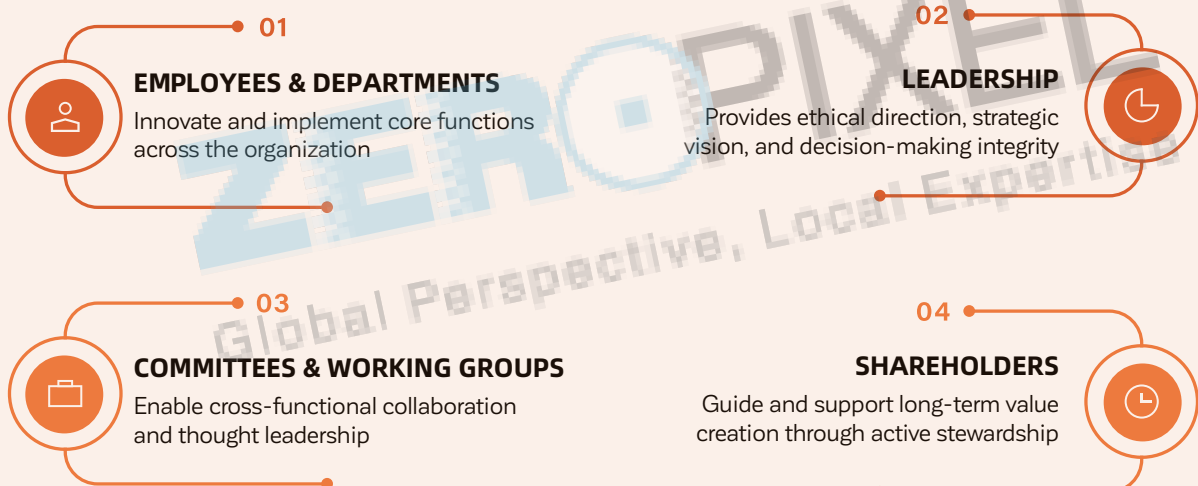 01
EMPLOYEES & DEPARTMENTS
Innovate and implement core functions
across the organization
02
LEADERSHIP
Provides ethical direction, strategic
vision, and decision-making integrity
ZEROPIXEL
Global Perspective, Local Expertise
03
COMMITTEES & WORKING GROUPS
Enable cross-functional collaboration
and thought leadership
04
SHAREHOLDERS
Guide and support long-term value
creation through active stewardship